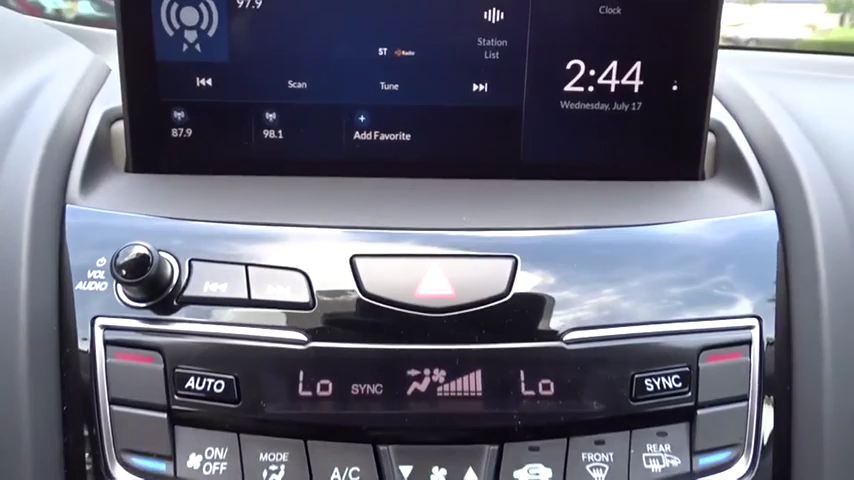 97.9
Clock
Station
List
ST
Radio
Scan
Tune
2:44
Wednesday, July 17
87.9
98.1
Add Favorite
VOL
AUDIO
AUTO
Lo
SYNC
Lo
SYNC
ON/
OFF
MODE
A/C
FRONT
REAR